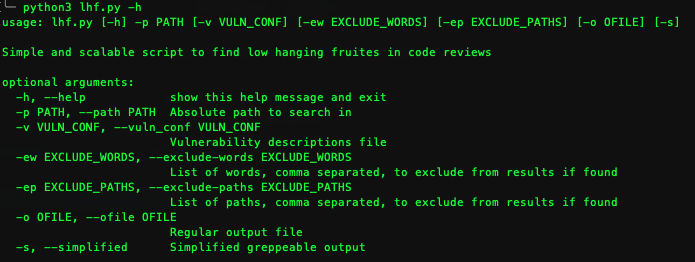 ╰─ python3 lhf.py -h
usage: lhf.py [-h] -p PATH [-v VULN_CONF] [-ew EXCLUDE_WORDS] [-ep EXCLUDE_PATHS] [-o OFILE] [-s]
Simple and scalable script to find low hanging fruites in code reviews
optional arguments:
-h, --help show this help message and exit
-p PATH, --path PATH Absolute path to search in
-v VULN_CONF, --vuln_conf VULN_CONF
Vulnerability descriptions file
-ew EXCLUDE_WORDS, --exclude-words EXCLUDE_WORDS
List of words, comma separated, to exclude from results if found
-ep EXCLUDE_PATHS, --exclude-paths EXCLUDE_PATHS
List of paths, comma separated, to exclude from results if found
-o OFILE, --ofile OFILE
Regular output file
-s, --simplified Simplified greppeable output